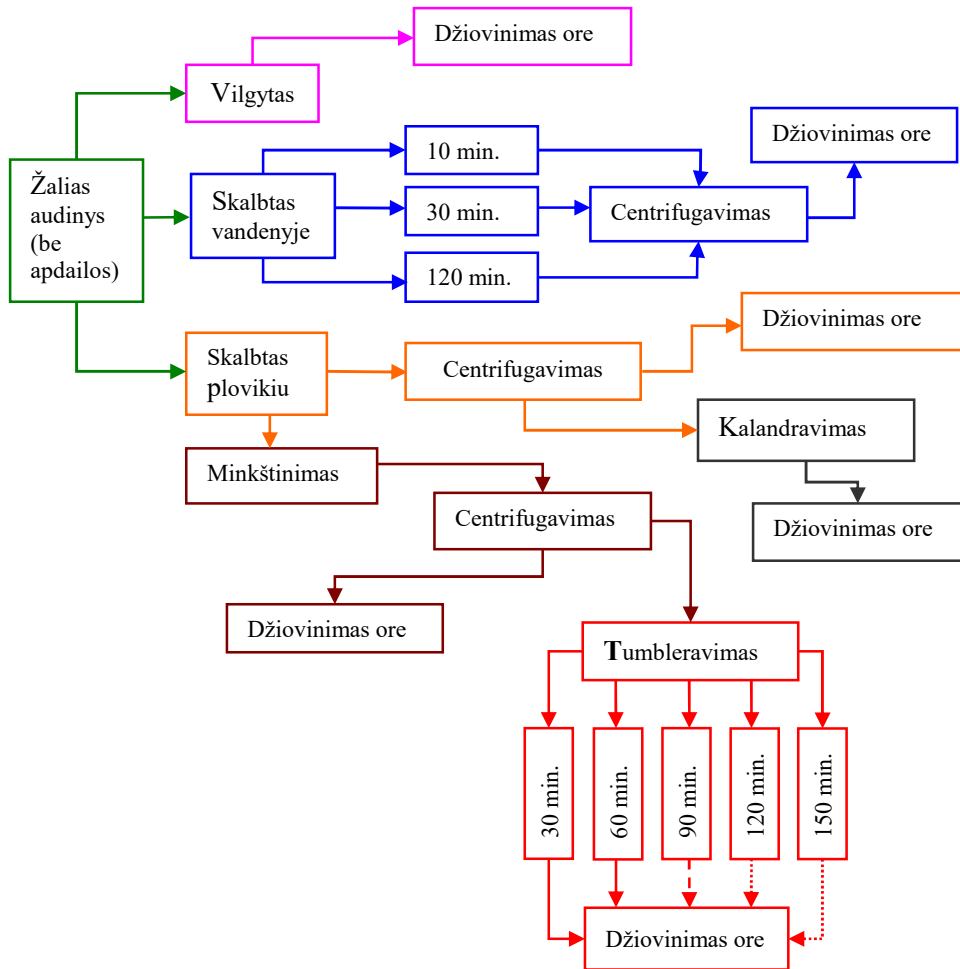 Džiovinimas ore
Vilgytas
Džiovinimas ore
10 min.
Žalias
audinys
(be
apdailos)
Skalbtas
vandenyje
30 min.
Centrifugavimas
120 min.
Džiovinimas ore
Skalbtas
plovikiu
Centrifugavimas
Kalandravimas
Minkštinimas
Centrifugavimas
Džiovinimas ore
Džiovinimas ore
Tumbleravimas
30 min.
60 min.
90 min.
120 min.
150 min.
Džiovinimas ore